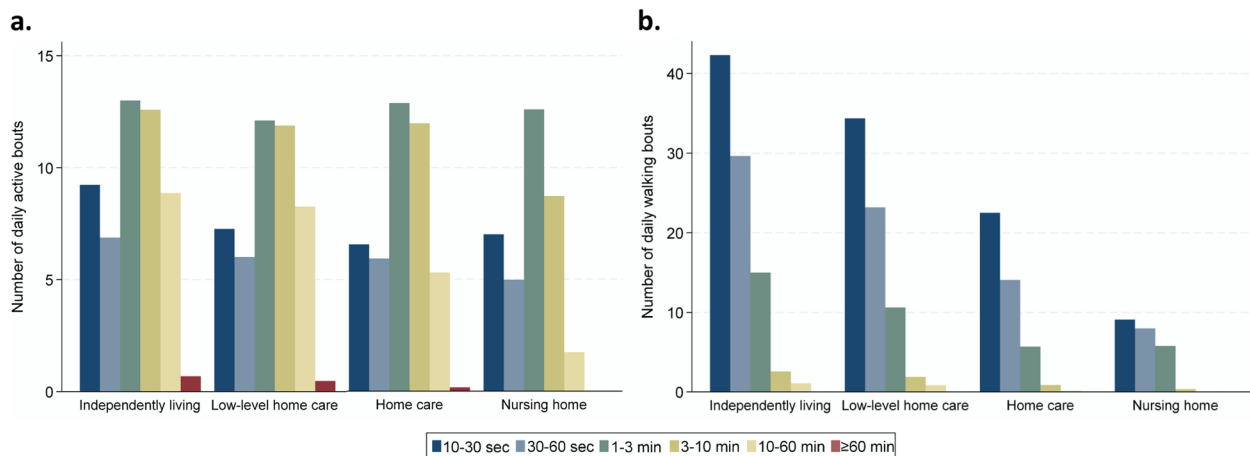 a.
Number of daily active bouts
15
10
5
0
Independently living Low-level home care Home care Nursing home
b.
Number of daily walking bouts
40
30
20
10
0
Independently living Low-level home care Home care Nursing home
10-30 sec 30-60 sec 1-3 min 3-10 min 10-60 min ≥60 min